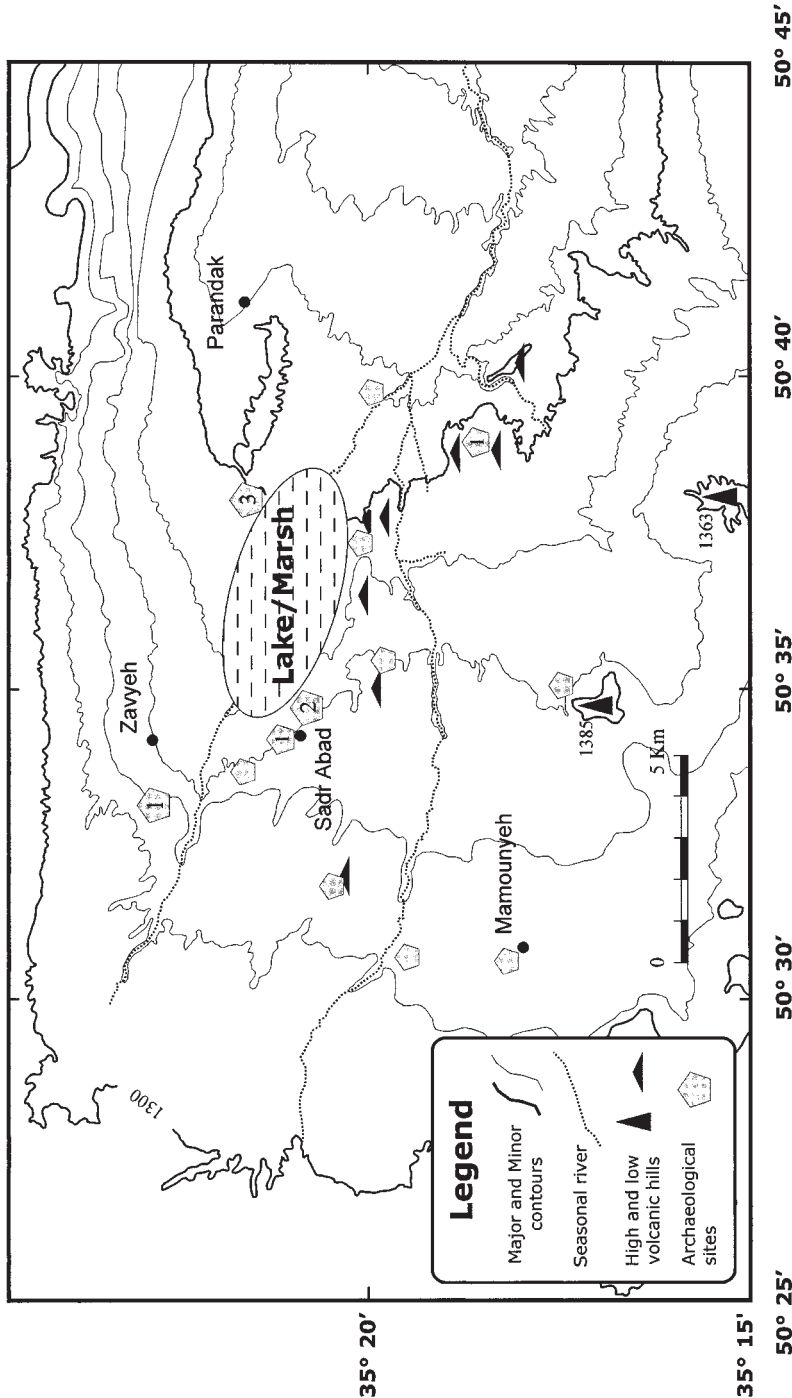 1300
Zavyeh
Parandak
1
3
Lake/Marsh
1
2
Sadr Abad
1
Mamounyeh
1385
1363
0
5 Km
Legend
Major and Minor
contours
Seasonal river
High and low
volcanic hills
Archaeological
sites
35° 20'
35° 15'
50° 25'
50° 30'
50° 35'
50° 40'
50° 45'